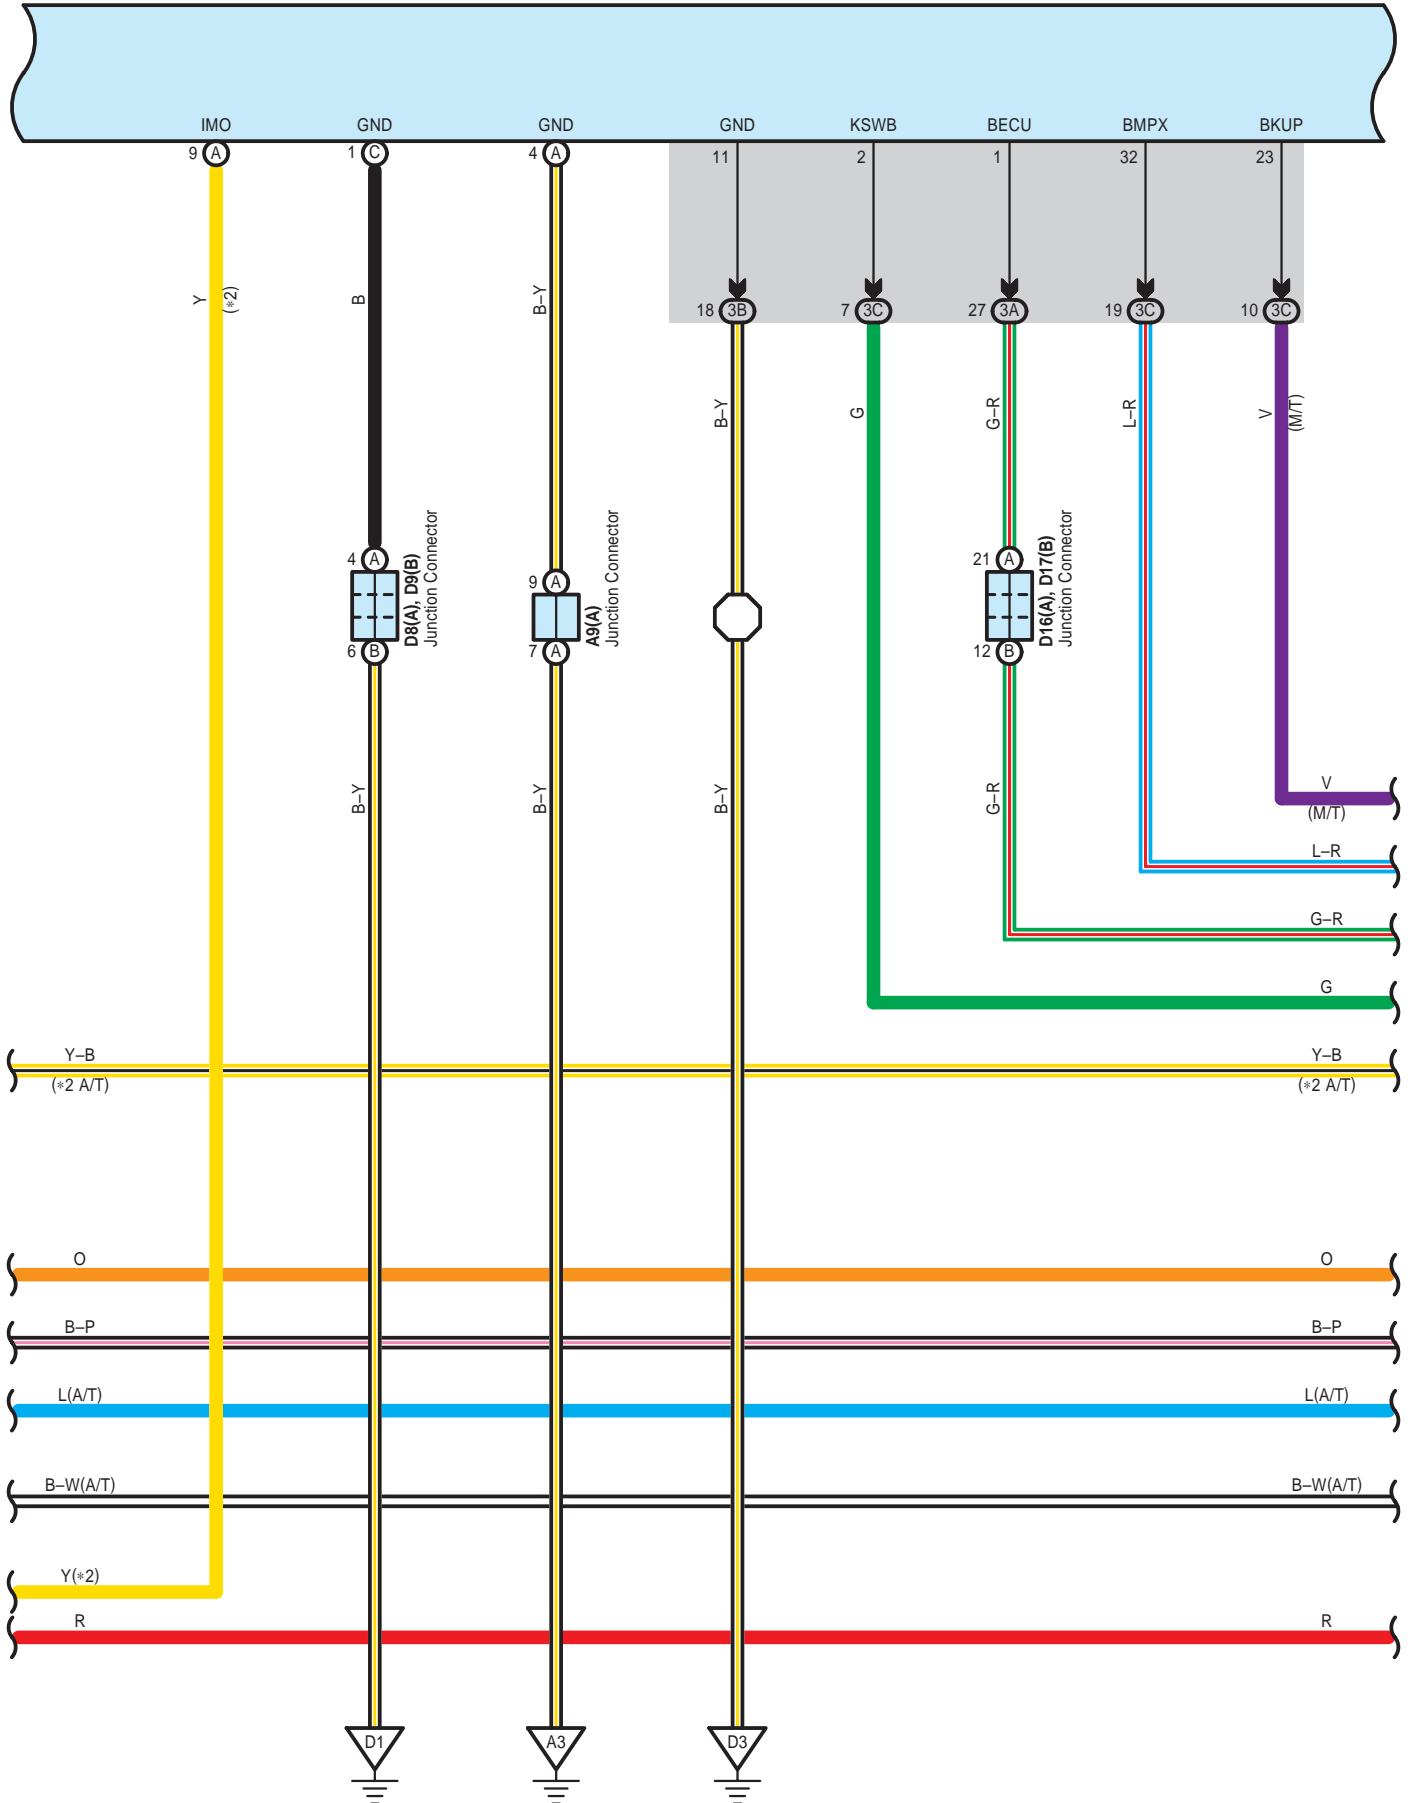 IMO GND GND GND KSWB BECU BMPX BKUP
9 A 1 C 4 A 11 2 1 32 23
Y
(*2)
B
B–Y
18 3B 7 3C 27 3A 19 3C 10 3C
B–Y
G
G–R
L–R
V
(M/T)
4 A
6 B
D8(A), D9(B)
Junction Connector
9 A
7 A
A9(A)
Junction Connector
21 A
12 B
D16(A), D17(B)
Junction Connector
B–Y
B–Y
B–Y
G–R
V
(M/T)
L–R
G–R
G
Y–B Y–B
(*2 A/T) (*2 A/T)
O O
B–P B–P
L(A/T) L(A/T)
B–W(A/T) B–W(A/T)
Y(*2)
R R
D1 A3 D3